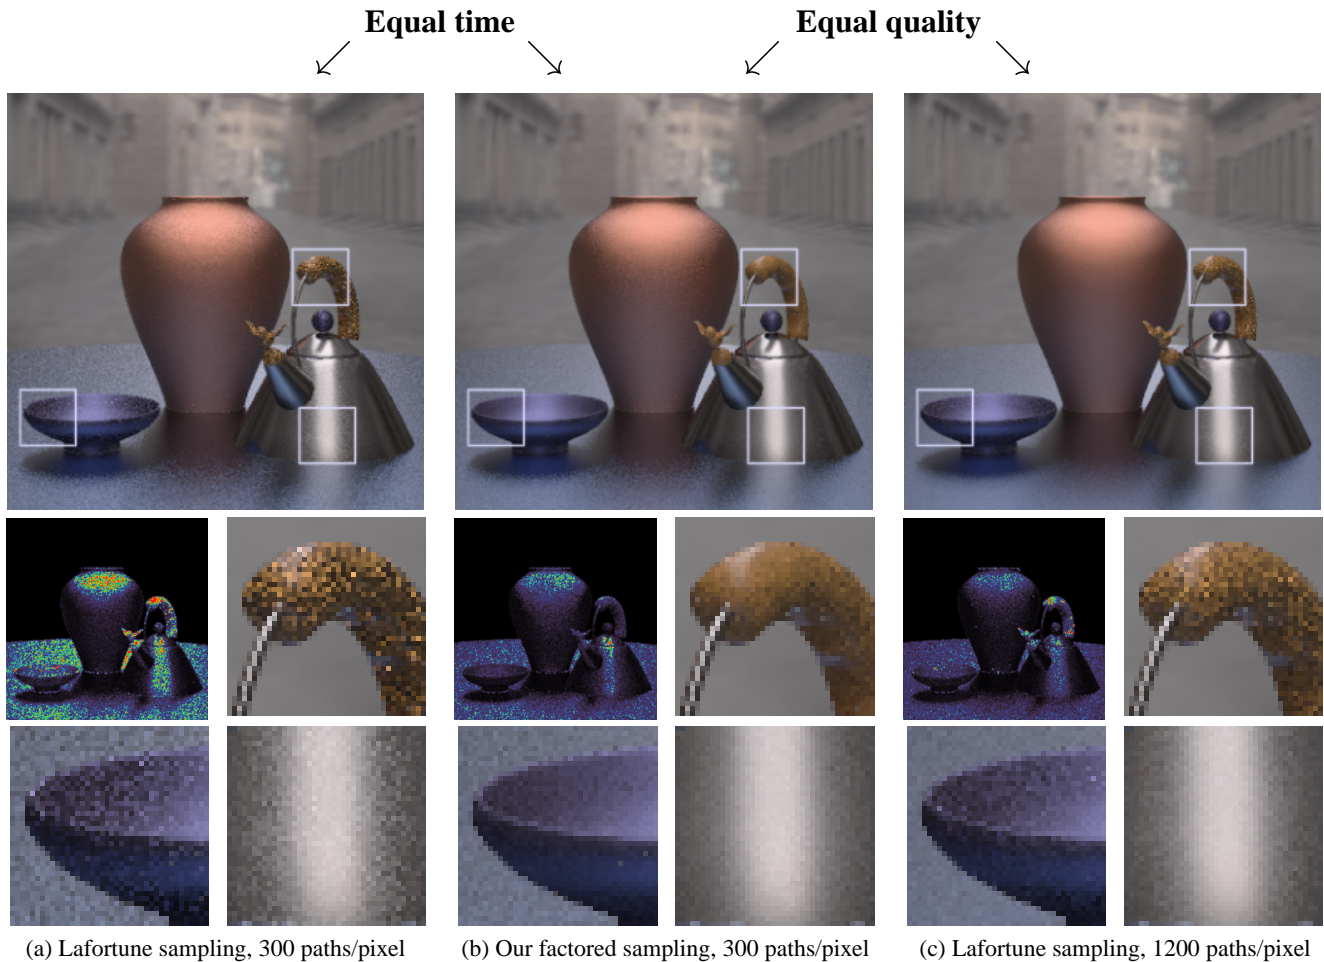 Equal time
Equal quality
(a) Lafortune sampling, 300 paths/pixel
(b) Our factored sampling, 300 paths/pixel
(c) Lafortune sampling, 1200 paths/pixel